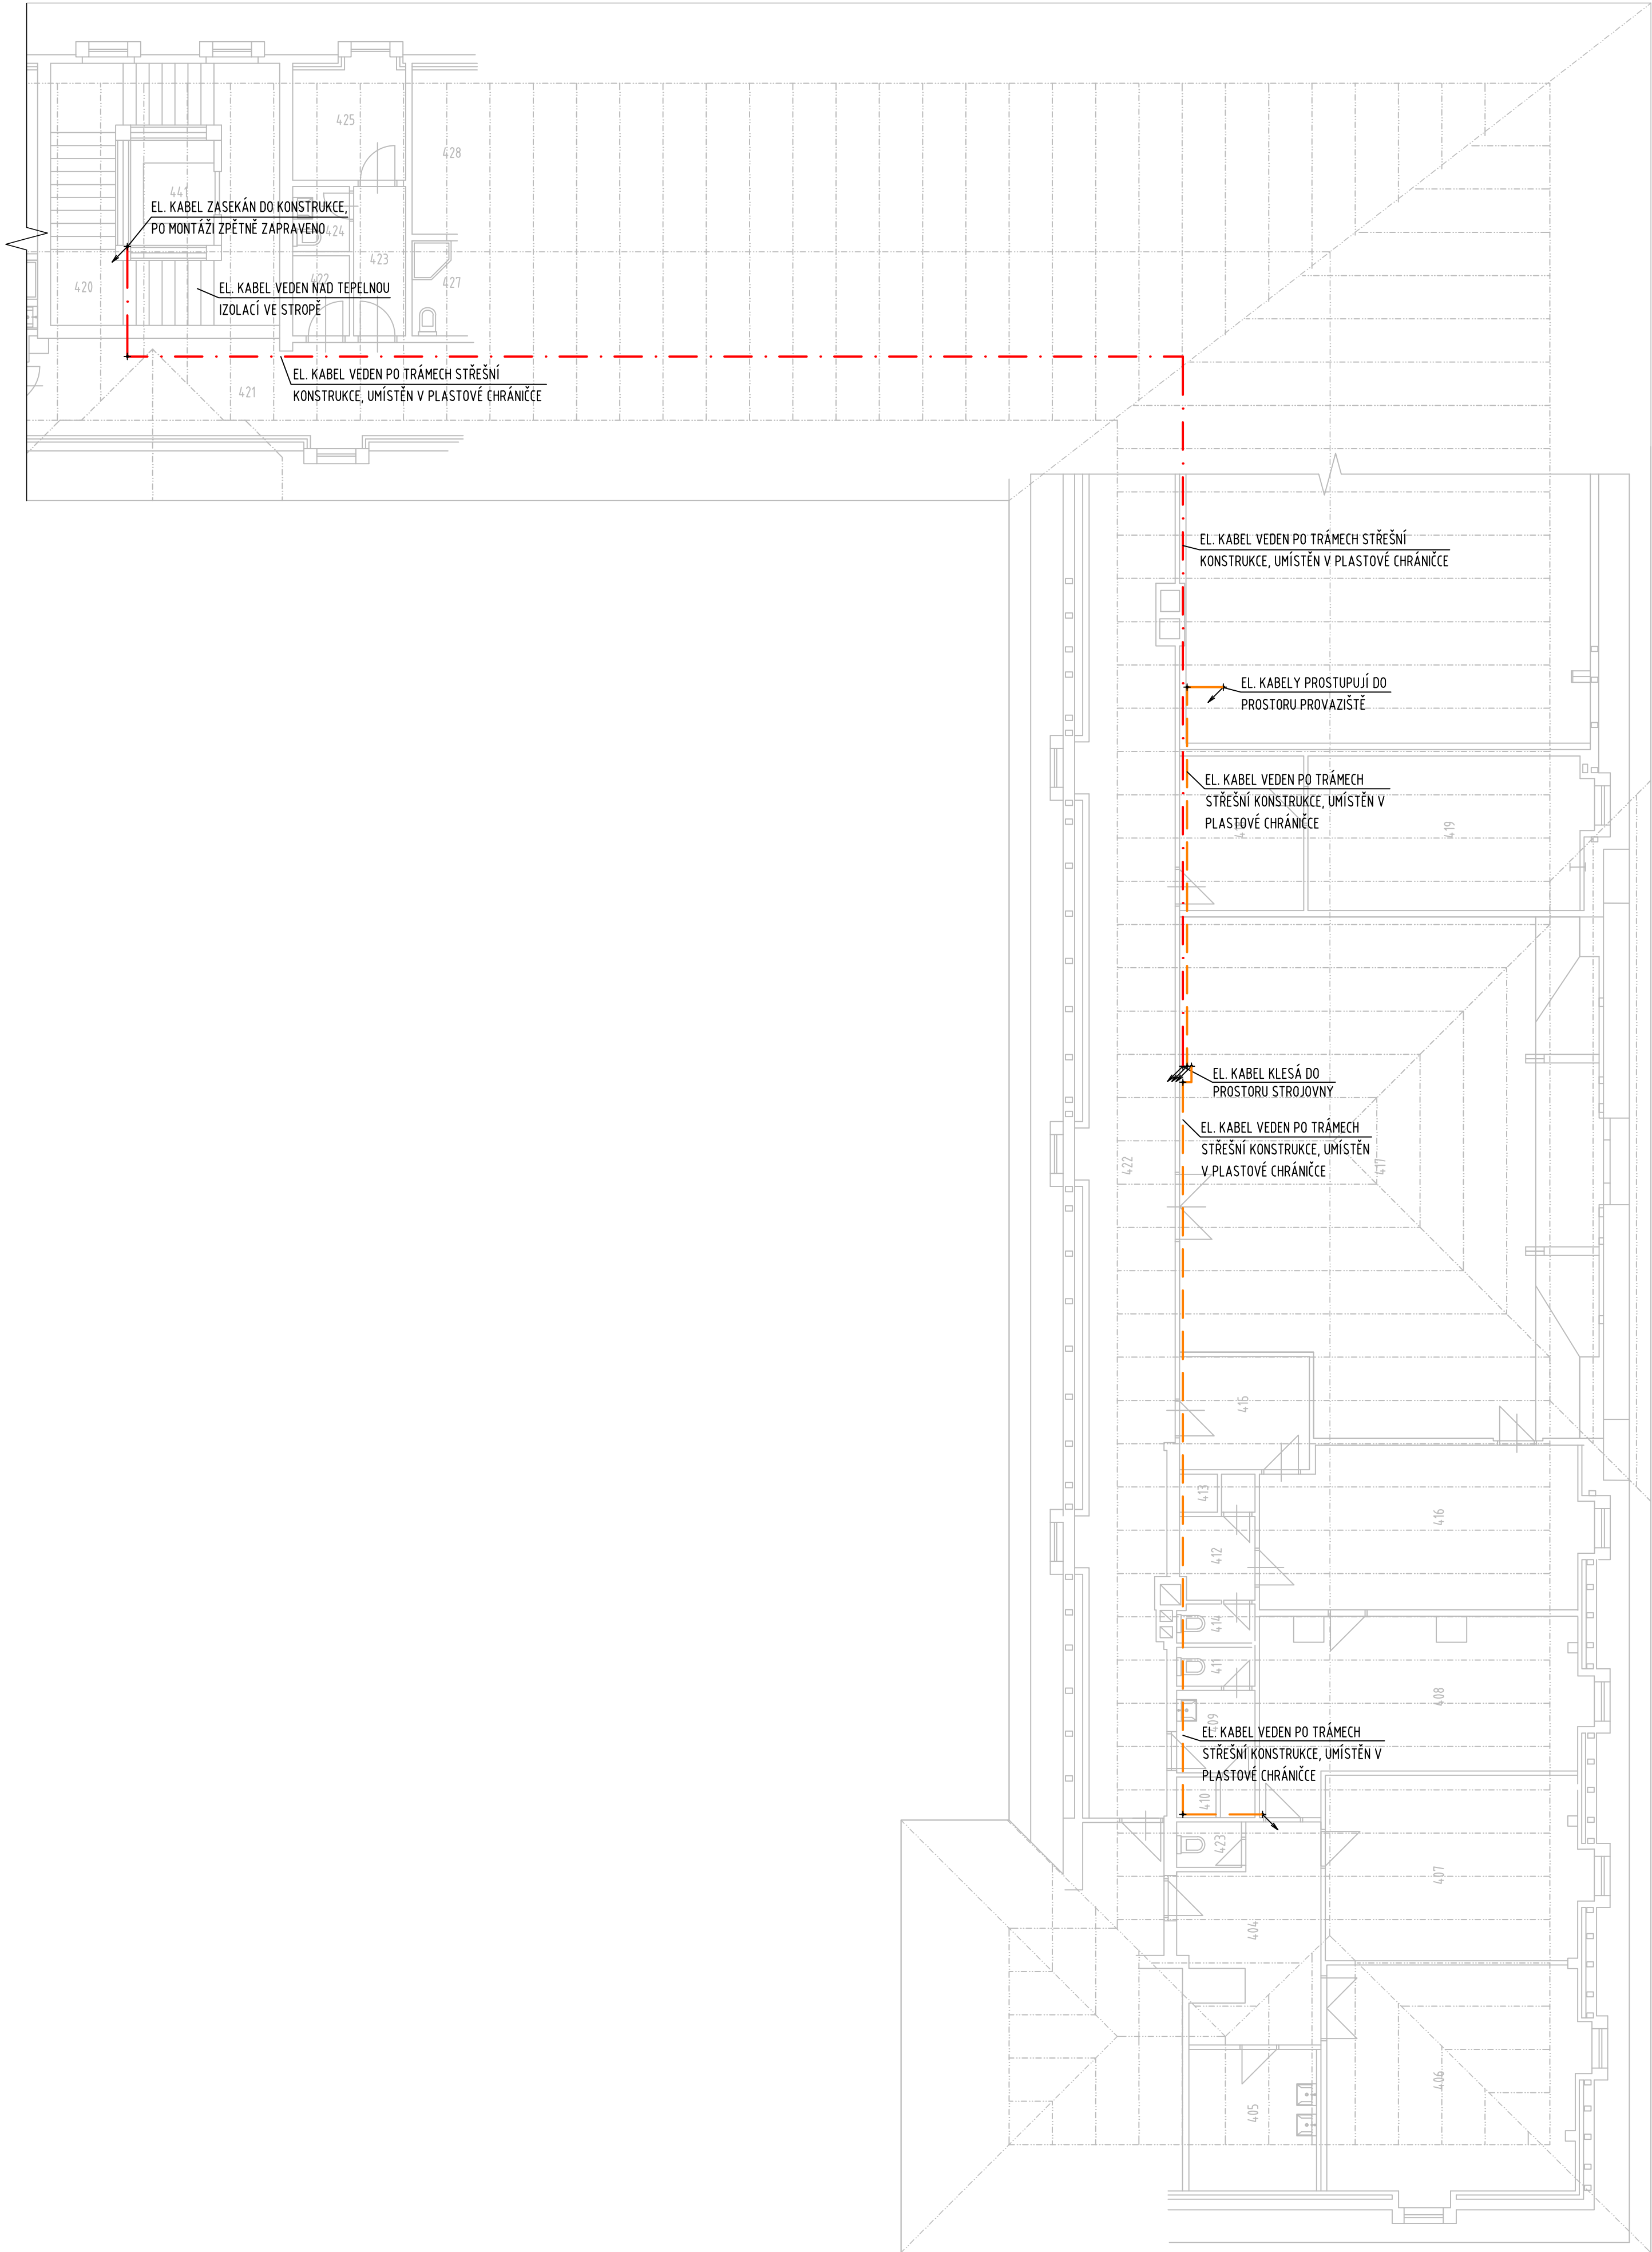 425
428
441
EL. KABEL ZASEKÁN DO KONSTRUKCE,
PO MONTÁŽI ZPĚTNĚ ZAPRAVENO
424
423
422
427
420
EL. KABEL VEDEN NAD TEPELNOU
IZOLACÍ VE STROPĚ
EL. KABEL VEDEN PO TRÁMECH STŘEŠNÍ
KONSTRUKCE, UMÍSTĚN V PLASTOVÉ CHRÁNIČCE
421
EL. KABEL VEDEN PO TRÁMECH STŘEŠNÍ
KONSTRUKCE, UMÍSTĚN V PLASTOVÉ CHRÁNIČCE
EL. KABELY PROSTUPUJÍ DO
PROSTORU PROVAZIŠTĚ
EL. KABEL VEDEN PO TRÁMECH
STŘEŠNÍ KONSTRUKCE, UMÍSTĚN V
PLASTOVÉ CHRÁNIČCE
419
EL. KABEL KLESÁ DO
PROSTORU STROJOVNY
EL. KABEL VEDEN PO TRÁMECH
STŘEŠNÍ KONSTRUKCE, UMÍSTĚN
V PLASTOVÉ CHRÁNIČCE
422
417
415
413
416
412
414
411
408
409
EL. KABEL VEDEN PO TRÁMECH
STŘEŠNÍ KONSTRUKCE, UMÍSTĚN V
PLASTOVÉ CHRÁNIČCE
410
423
407
404
406
405